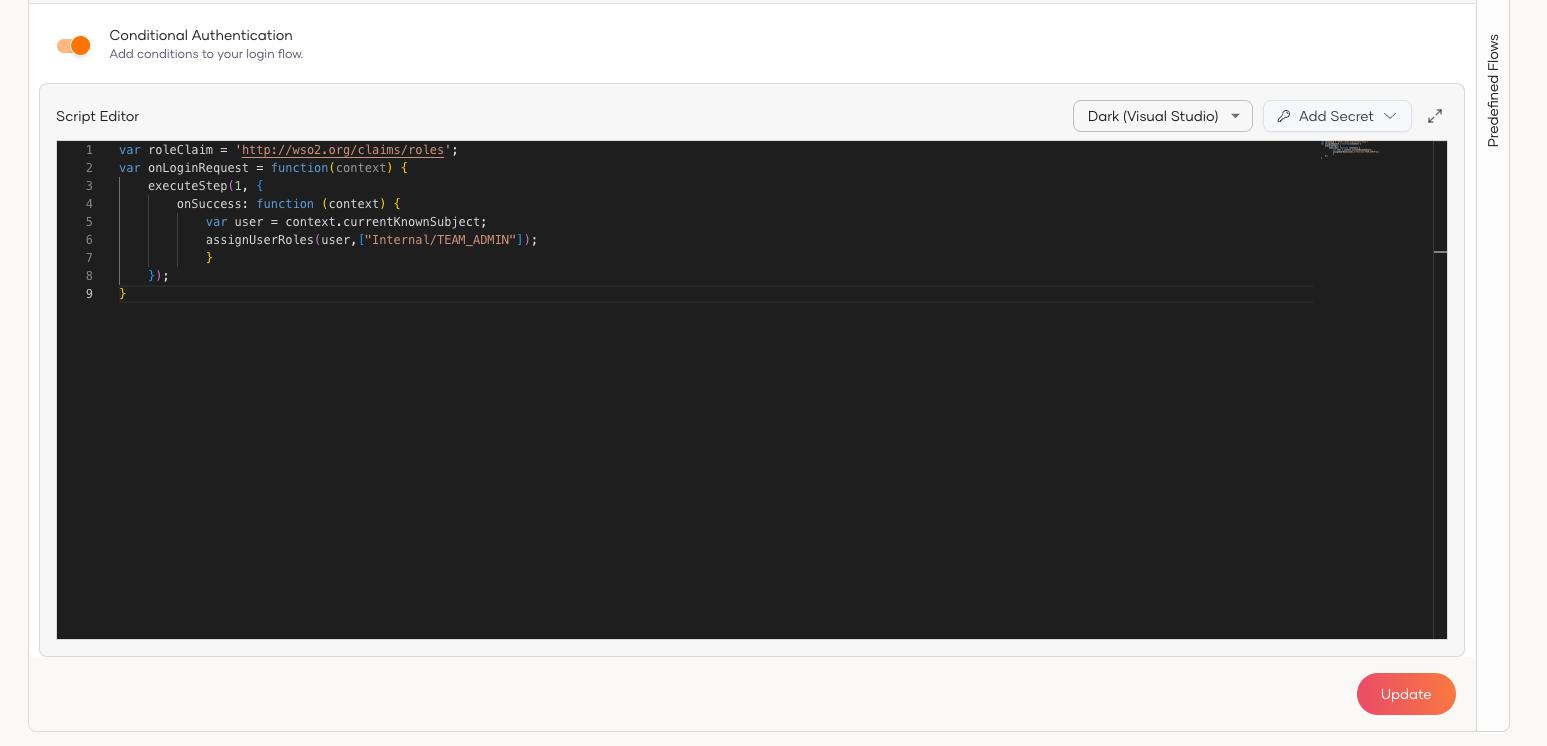 Conditional Authentication
Add conditions to your login flow.
Predefined Flows
Script Editor
Dark (Visual Studio)
Add Secret
1 var roleClaim = 'http://wso2.org/claims/roles';
2 var onLoginRequest = function(context) {
3     executeStep(1, {
4         onSuccess: function (context) {
5             var user = context.currentKnownSubject;
6             assignUserRoles(user,["Internal/TEAM_ADMIN"]);
7             }
8     });
9 }
Update